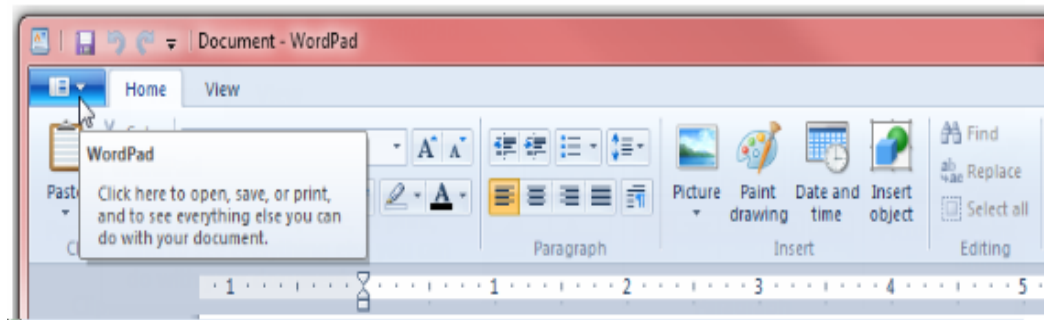 Document - WordPad
Home View
WordPad
Click here to open, save, or print,
and to see everything else you can
do with your document.
Paste
A A
A
Picture
Paint drawing
Date and time
Insert object
Find
ab ac Replace
Select all
Paragraph Insert Editing
1 1 2 3 4 5